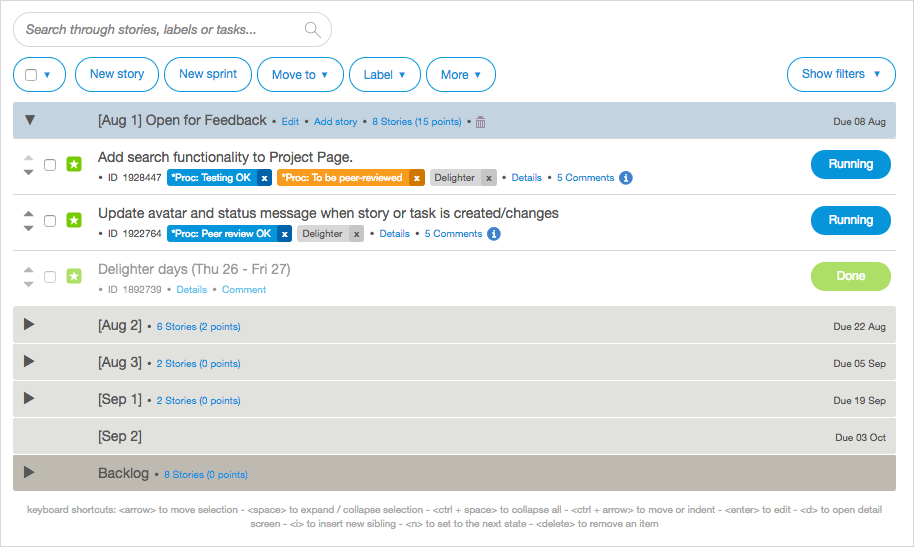 Search through stories, labels or tasks...
New story New sprint Move to Label More Show filters
[Aug 1] Open for Feedback • Edit • Add story • 8 Stories (15 points) • Due 08 Aug
Add search functionality to Project Page. Running
• ID 1928447 *Proc: Testing OK x *Proc: To be peer-reviewed x Delighter x • Details • 5 Comments i
Update avatar and status message when story or task is created/changes Running
• ID 1922764 *Proc: Peer review OK x Delighter x • Details • 5 Comments i
Delighter days (Thu 26 - Fri 27) Done
• ID 1892739 • Details • Comment
[Aug 2] • 6 Stories (2 points) Due 22 Aug
[Aug 3] • 2 Stories (0 points) Due 05 Sep
[Sep 1] • 2 Stories (0 points) Due 19 Sep
[Sep 2] Due 03 Oct
Backlog • 8 Stories (0 points)
keyboard shortcuts: <arrow> to move selection - <space> to expand / collapse selection - <ctrl + space> to collapse all - <ctrl + arrow> to move or indent - <enter> to edit - <d> to open detail
screen - <i> to insert new sibling - <n> to set to the next state - <delete> to remove an item